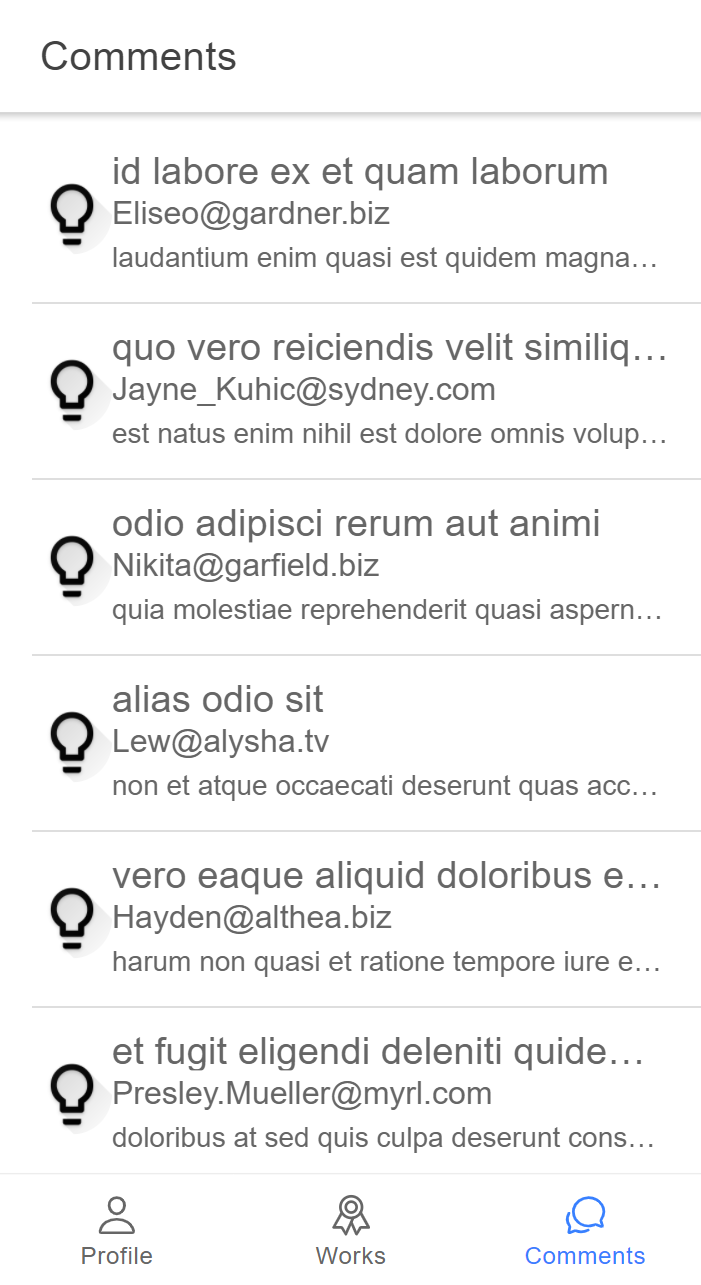 Comments
id labore ex et quam laborum
Eliseo@gardner.biz
laudantium enim quasi est quidem magna…
quo vero reiciendis velit similiq…
Jayne_Kuhic@sydney.com
est natus enim nihil est dolore omnis volup…
odio adipisci rerum aut animi
Nikita@garfield.biz
quia molestiae reprehenderit quasi aspern…
alias odio sit
Lew@alysha.tv
non et atque occaecati deserunt quas acc…
vero eaque aliquid doloribus e…
Hayden@althea.biz
harum non quasi et ratione tempore iure e…
et fugit eligendi deleniti quide…
Presley.Mueller@myrl.com
doloribus at sed quis culpa deserunt cons…
Profile Works Comments